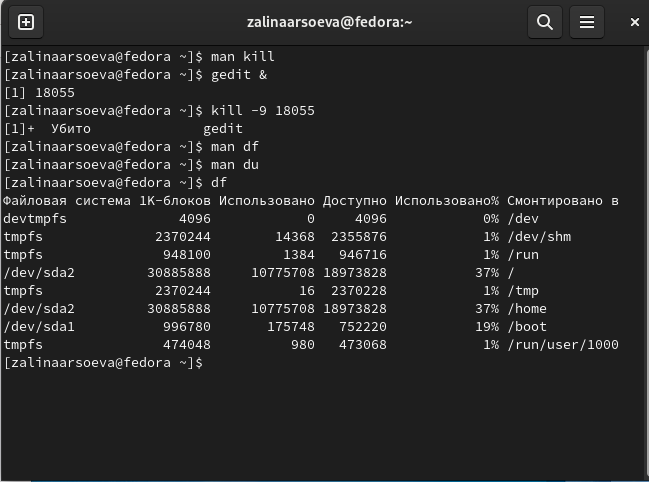 zalinaarsoeva@fedora:~
[zalinaarsoeva@fedora ~]$ man kill
[zalinaarsoeva@fedora ~]$ gedit &
[1] 18055
[zalinaarsoeva@fedora ~]$ kill -9 18055
[1]+  Убито              gedit
[zalinaarsoeva@fedora ~]$ man df
[zalinaarsoeva@fedora ~]$ man du
[zalinaarsoeva@fedora ~]$ df
Файловая система 1K-блоков Использовано Доступно Использовано% Смонтировано в
devtmpfs              4096            0     4096            0% /dev
tmpfs              2370244        14368  2355876            1% /dev/shm
tmpfs               948100         1384   946716            1% /run
/dev/sda2         30885888     10775708 18973828           37% /
tmpfs              2370244           16  2370228            1% /tmp
/dev/sda2         30885888     10775708 18973828           37% /home
/dev/sda1           996780       175748   752220           19% /boot
tmpfs               474048          980   473068            1% /run/user/1000
[zalinaarsoeva@fedora ~]$